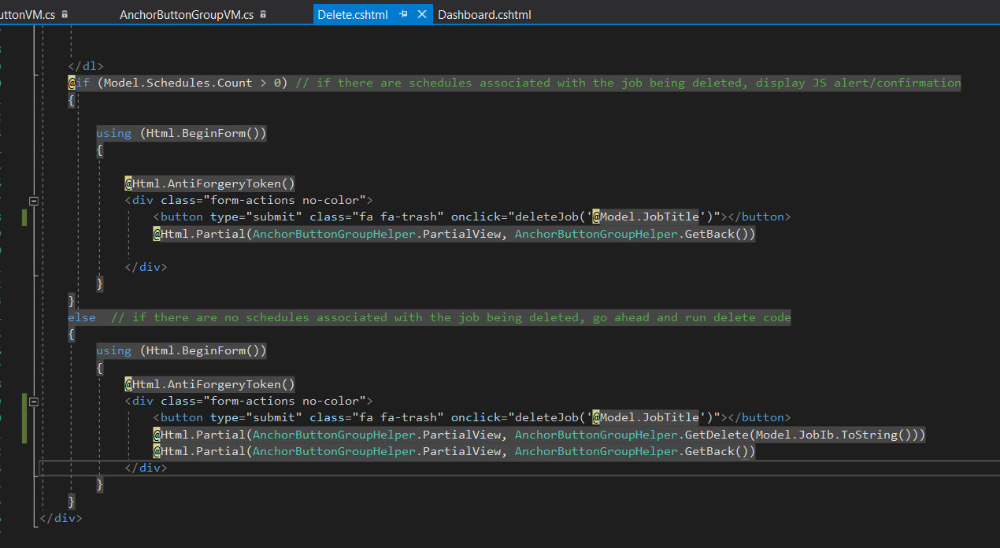 uttonVM.cs AnchorButtonGroupVM.cs Delete.cshtml Dashboard.cshtml
</dl>
@if (Model.Schedules.Count > 0) // if there are schedules associated with the job being deleted, display JS alert/confirmation
{
using (Html.BeginForm())
{
@Html.AntiForgeryToken()
<div class="form-actions no-color">
<button type="submit" class="fa fa-trash" onclick="deleteJob('@Model.JobTitle')"></button>
@Html.Partial(AnchorButtonGroupHelper.PartialView, AnchorButtonGroupHelper.GetBack())
</div>
}
}
else // if there are no schedules associated with the job being deleted, go ahead and run delete code
{
using (Html.BeginForm())
{
@Html.AntiForgeryToken()
<div class="form-actions no-color">
<button type="submit" class="fa fa-trash" onclick="deleteJob('@Model.JobTitle')"></button>
@Html.Partial(AnchorButtonGroupHelper.PartialView, AnchorButtonGroupHelper.GetDelete(Model.JobIb.ToString()))
@Html.Partial(AnchorButtonGroupHelper.PartialView, AnchorButtonGroupHelper.GetBack())
</div>
}
}
</div>